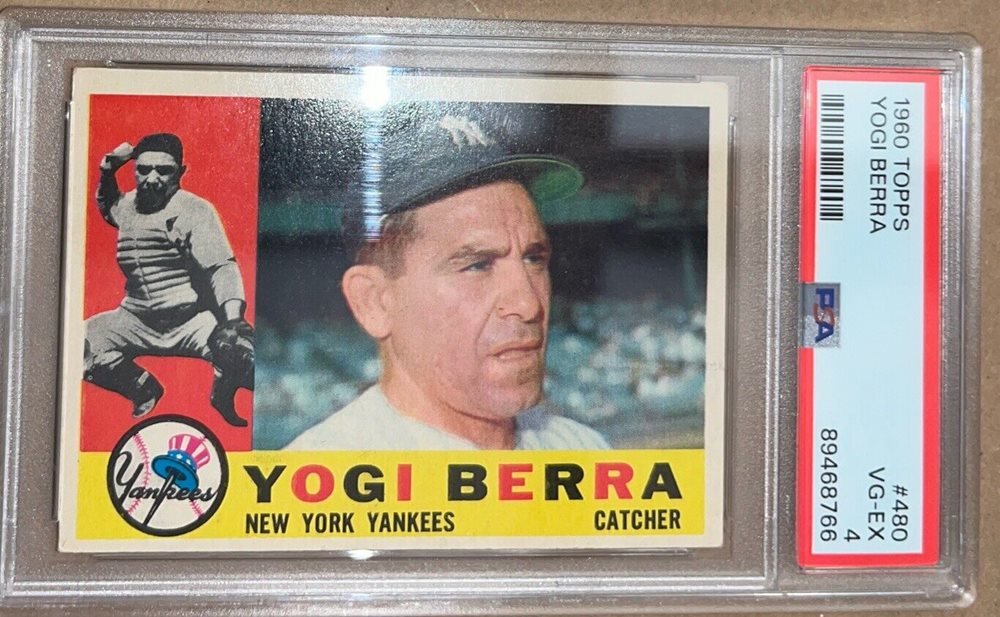 Yankees
YOGI BERRA
NEW YORK YANKEES CATCHER
1960 TOPPS #480
YOGI BERRA VG-EX
4
PSA
89468766